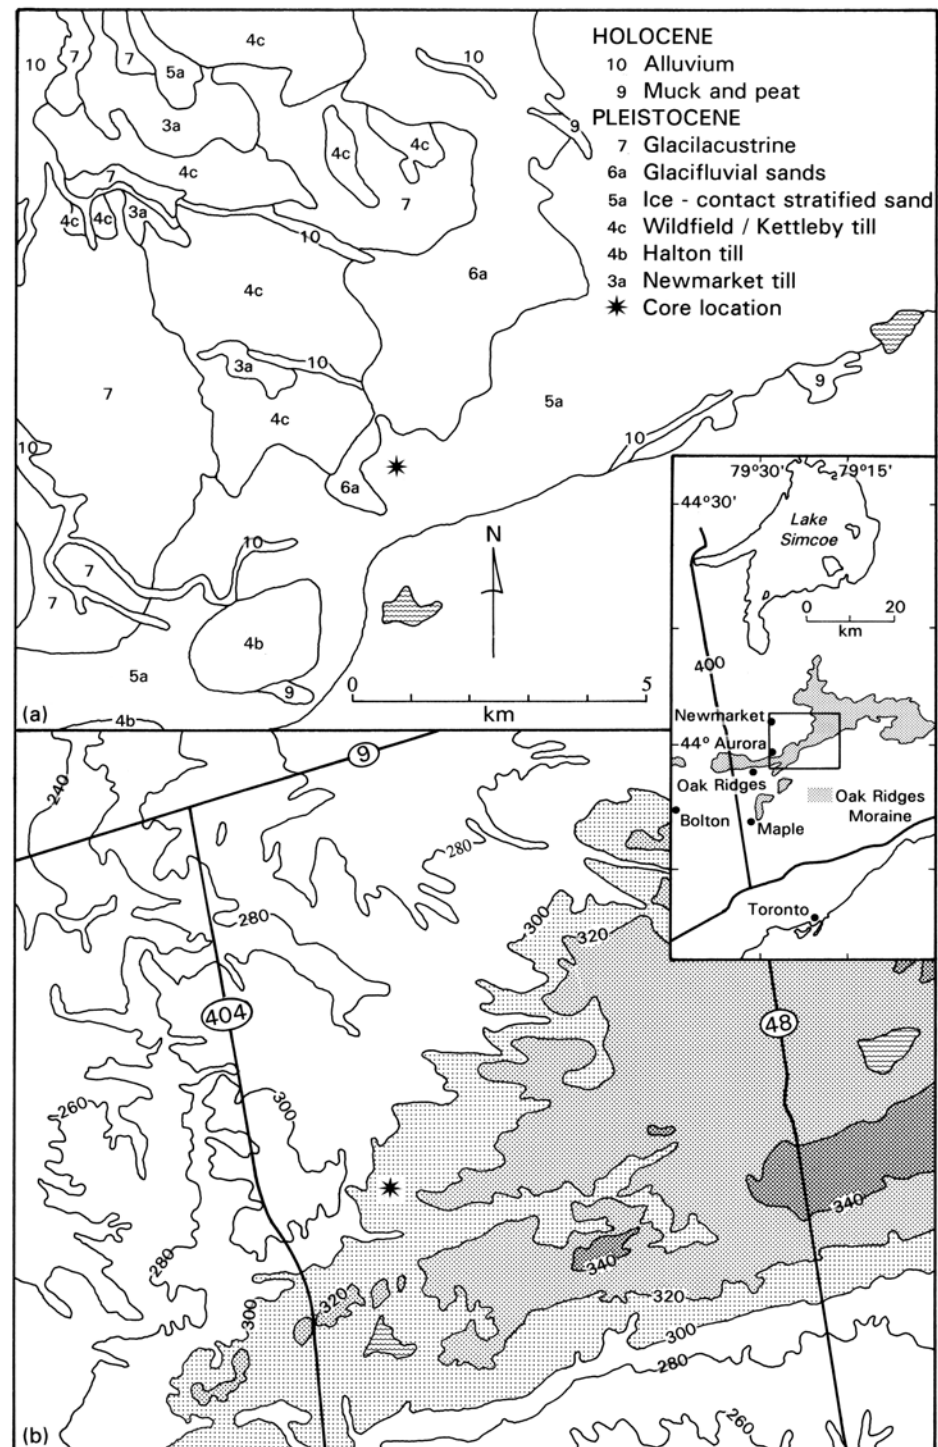 HOLOCENE
10 Alluvium
9 Muck and peat
PLEISTOCENE
7 Glacilacustrine
6a Glacifluvial sands
5a Ice - contact stratified sand
4c Wildfield / Kettleby till
4b Halton till
3a Newmarket till
Core location
4c
10
7
7
5a
10
9
3a
4c
4c
7
4c
7
4c
4c
3a
10
6a
4c
3a
10
7
9
5a
4c
10
10
6a
N
10
7
7
4b
5a
9
0 5
km
4b
(a)
79°30' 79°15'
44°30'
Lake
Simcoe
0 20
km
400
Newmarket
44° Aurora
Oak Ridges
Oak Ridges
Moraine
Bolton
Maple
Toronto
9
240
280
300
320
280
404
48
260
300
340
280
340
320
300
320
300
280
260
(b)